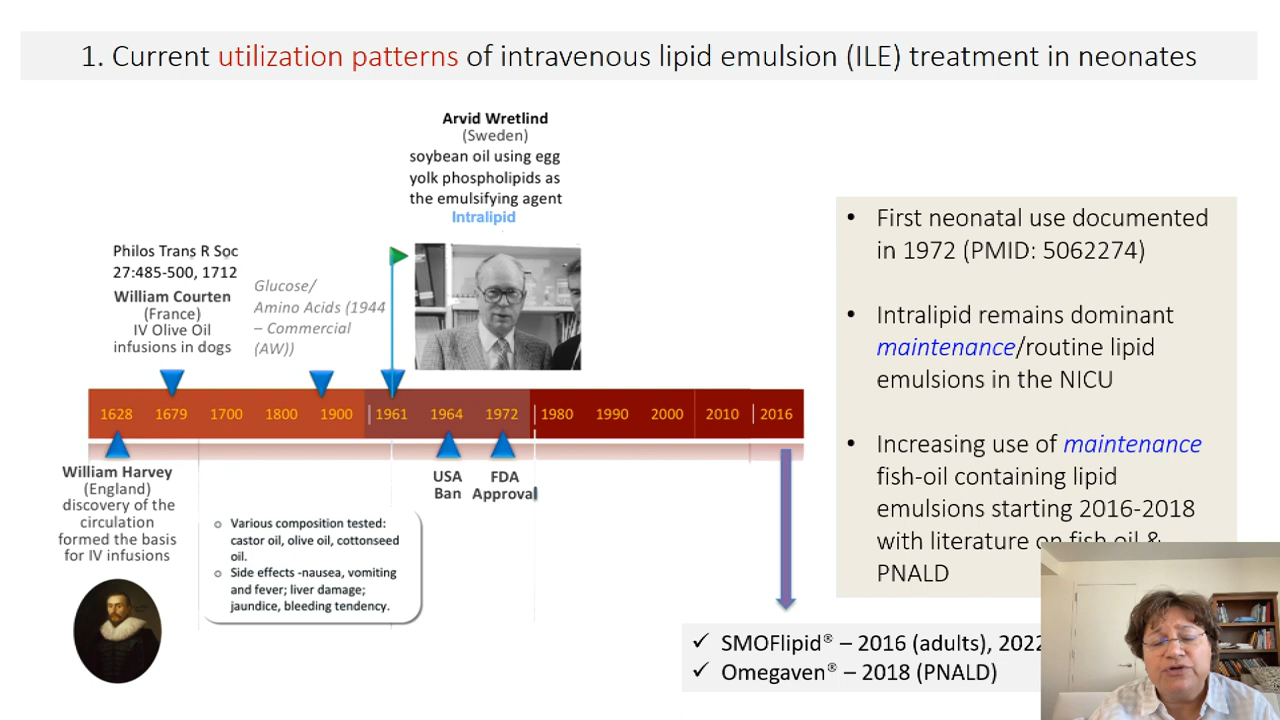 1. Current utilization patterns of intravenous lipid emulsion (ILE) treatment in neonates
Arvid Wretlind
(Sweden)
soybean oil using egg
yolk phospholipids as
the emulsifying agent
Intralipid
Philos Trans R Soc
27:485-500, 1712
William Courten
(France)
IV Olive Oil
infusions in dogs
Glucose/
Amino Acids (1944
– Commercial
(AW))
1628 1679 1700 1800 1900 1961 1964 1972 1980 1990 2000 2010 2016
William Harvey
(England)
discovery of the
circulation
formed the basis
for IV infusions
USA
Ban
FDA
Approval
Various composition tested:
castor oil, olive oil, cottonseed
oil.
Side effects -nausea, vomiting
and fever; liver damage;
jaundice, bleeding tendency.
• First neonatal use documented
in 1972 (PMID: 5062274)
• Intralipid remains dominant
maintenance/routine lipid
emulsions in the NICU
• Increasing use of maintenance
fish-oil containing lipid
emulsions starting 2016-2018
with literature on fish oil &
PNALD
✓ SMOFlipid® – 2016 (adults), 2022
✓ Omegaven® – 2018 (PNALD)